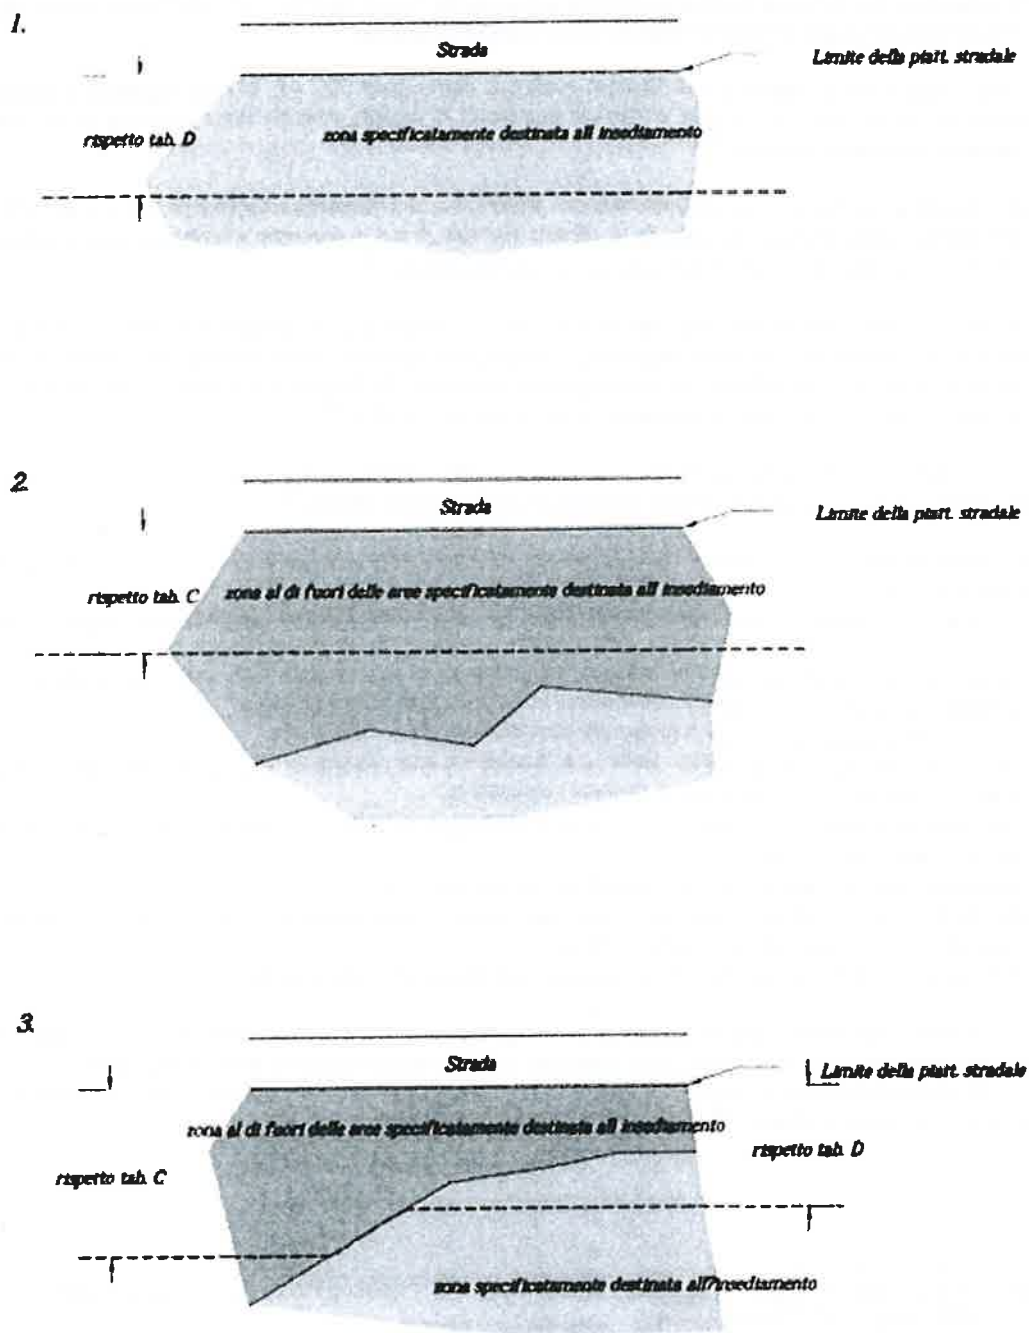 1.
Strada
Limite della piatt. stradale
rispetto tab. D
zona specificatamente destinata all'insediamento
2
Strada
Limite della piatt. stradale
rispetto tab. C
zona al di fuori delle aree specificatamente destinata all'insediamento
3.
Strada
Limite della piatt. stradale
zona al di fuori delle aree specificatamente destinata all'insediamento
rispetto tab. D
rispetto tab. C
zona specificatamente destinata all'insediamento